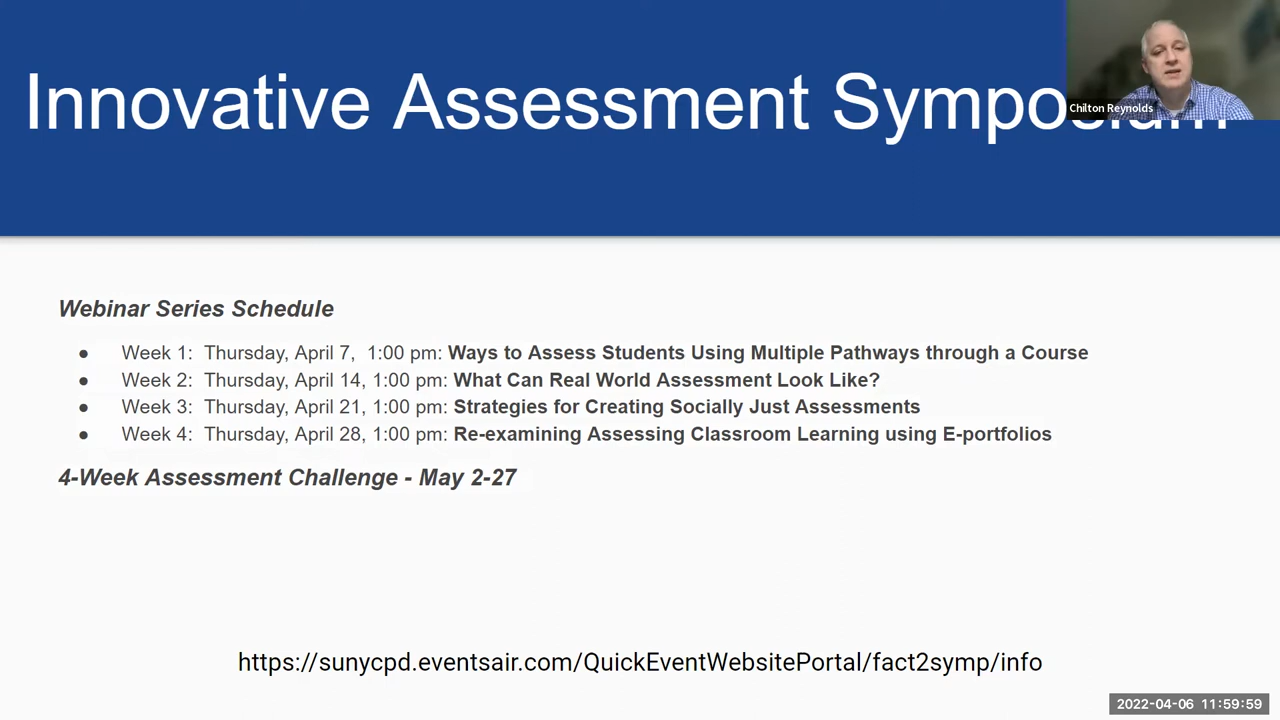 Innovative Assessment Symposium
Chilton Reynolds
Webinar Series Schedule
● Week 1: Thursday, April 7, 1:00 pm: Ways to Assess Students Using Multiple Pathways through a Course
● Week 2: Thursday, April 14, 1:00 pm: What Can Real World Assessment Look Like?
● Week 3: Thursday, April 21, 1:00 pm: Strategies for Creating Socially Just Assessments
● Week 4: Thursday, April 28, 1:00 pm: Re-examining Assessing Classroom Learning using E-portfolios
4-Week Assessment Challenge - May 2-27
https://sunycpd.eventsair.com/QuickEventWebsitePortal/fact2symp/info
2022-04-06 11:59:59